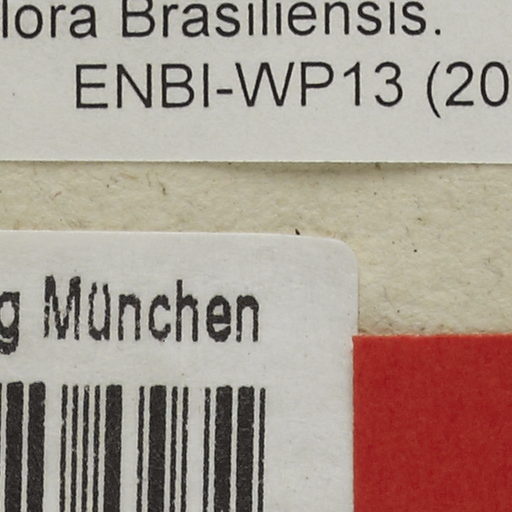 lora Brasiliensis.
ENBI-WP13 (20
g München